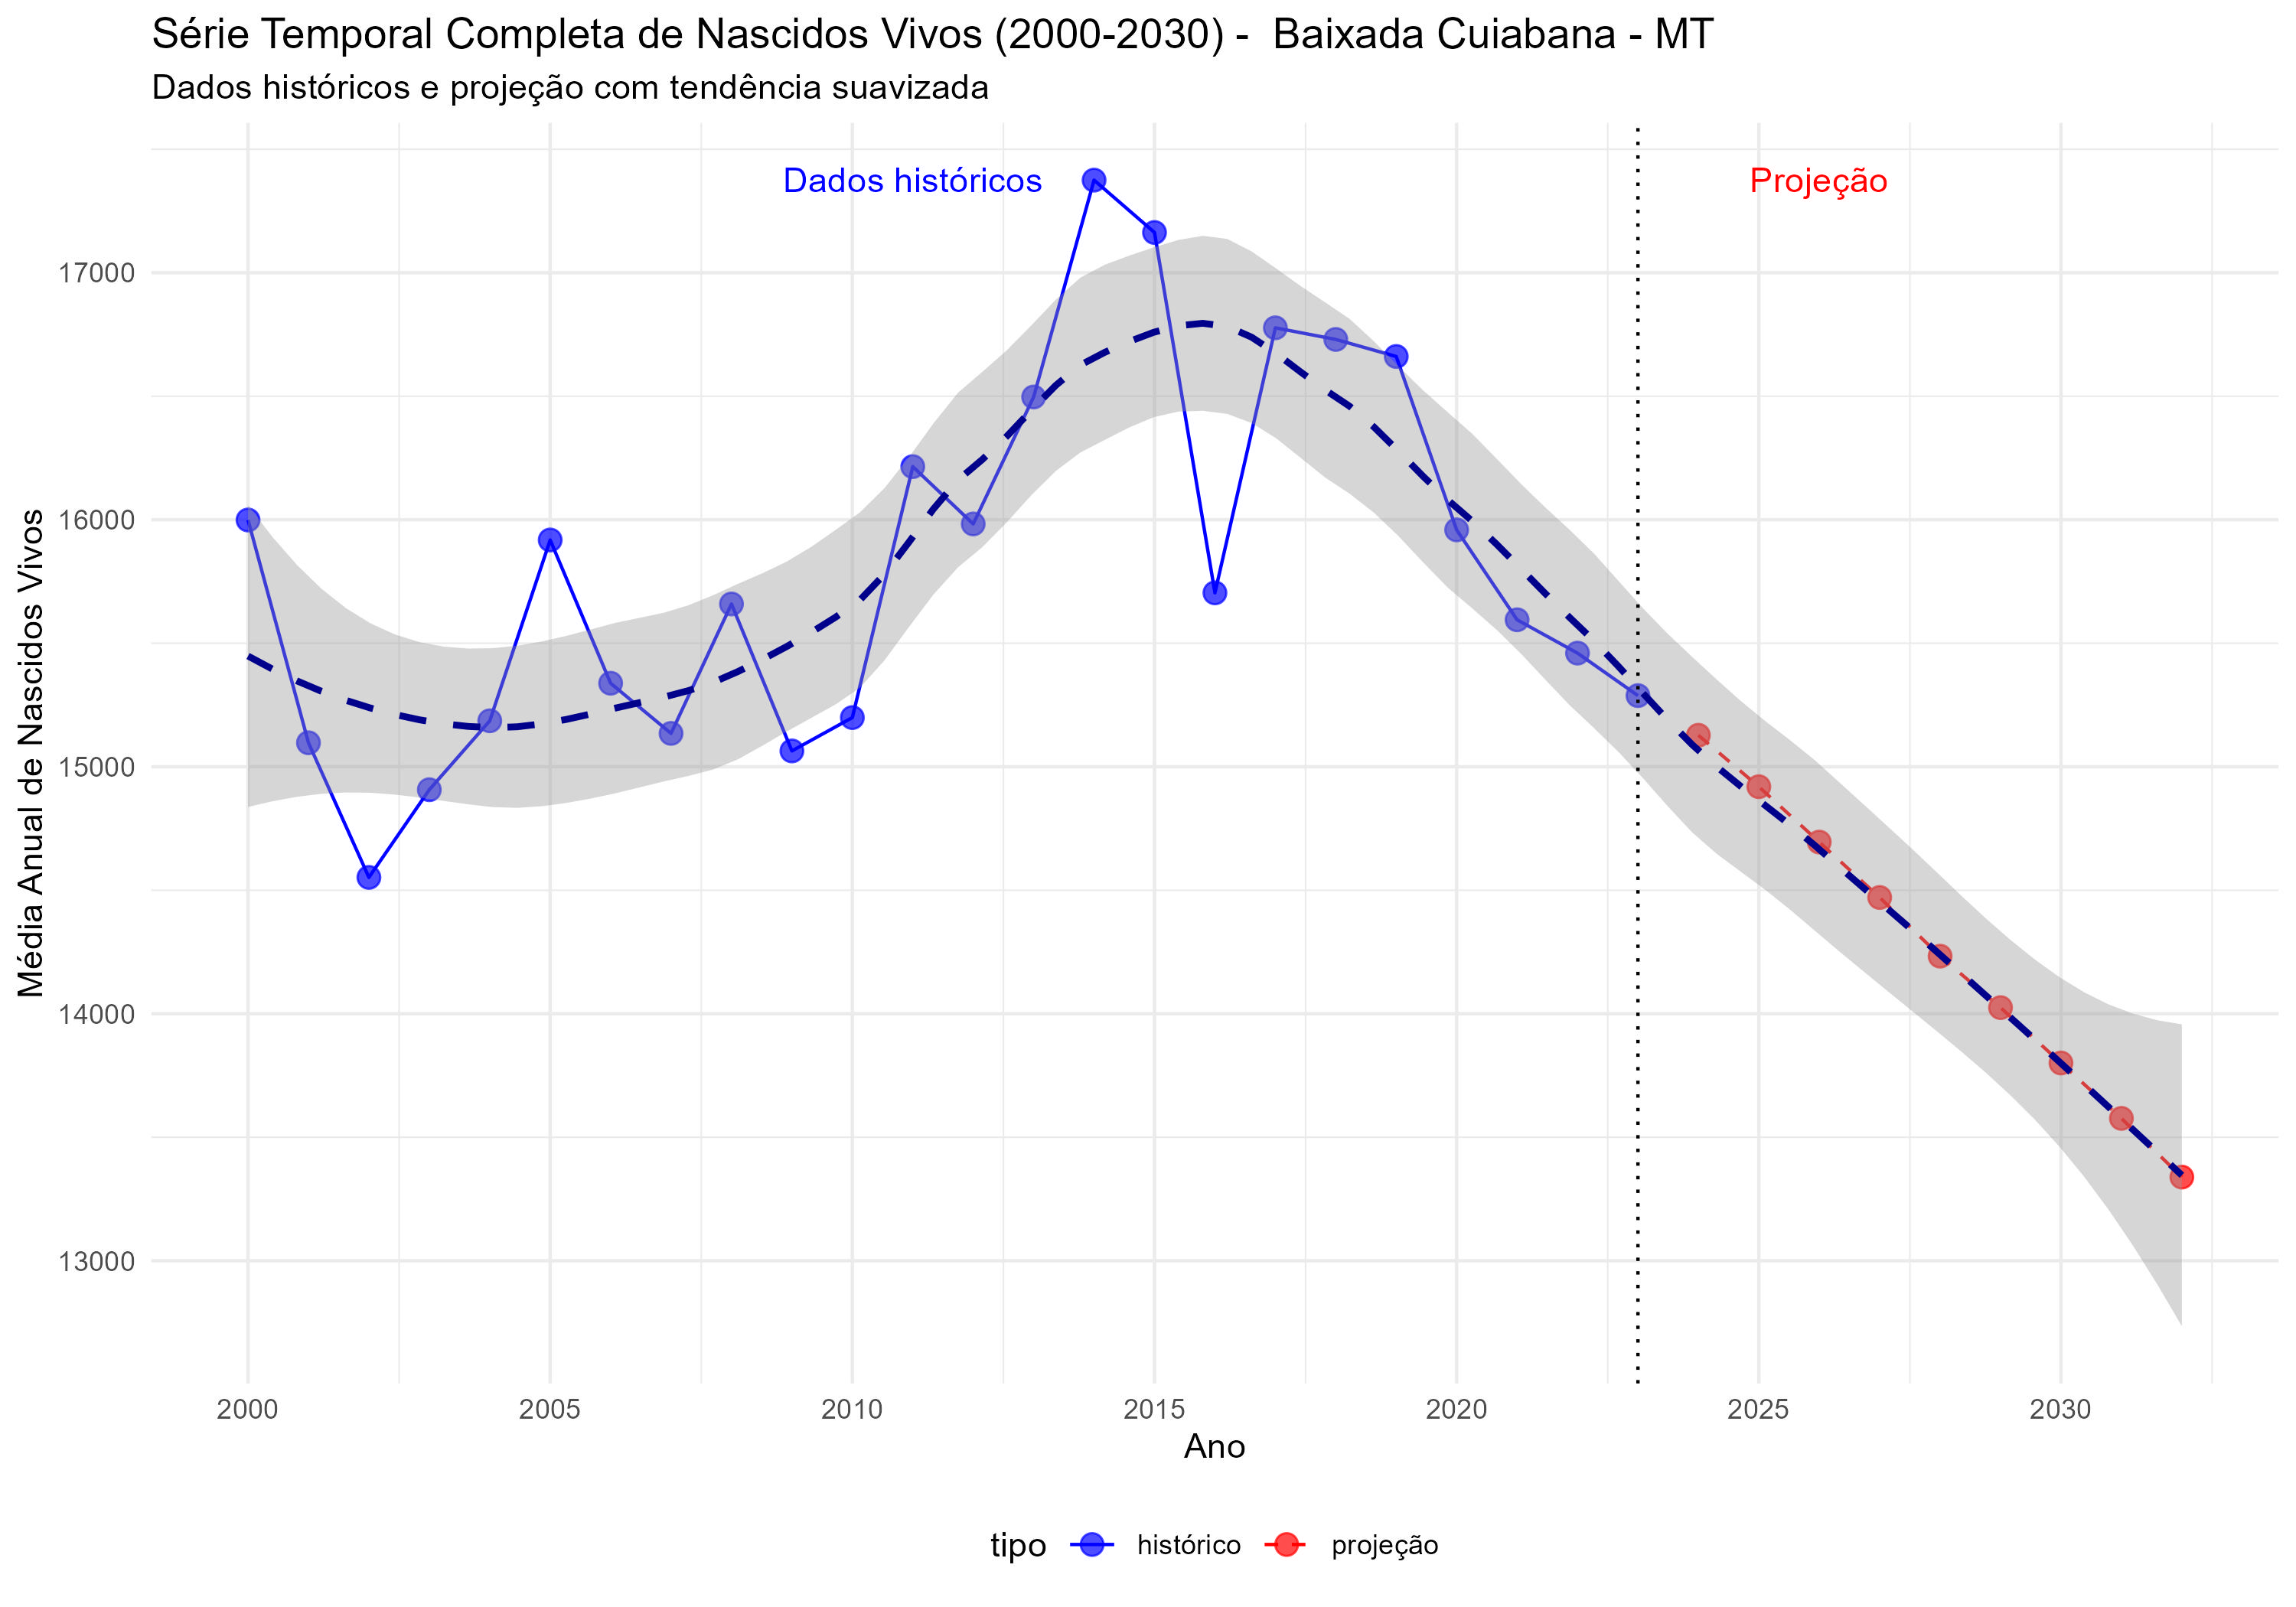 Série Temporal Completa de Nascidos Vivos (2000-2030) -  Baixada Cuiabana - MT
Dados históricos e projeção com tendência suavizada
Dados históricos
Projeção
Média Anual de Nascidos Vivos
17000
16000
15000
14000
13000
2000
2005
2010
2015
2020
2025
2030
Ano
tipo
histórico
projeção